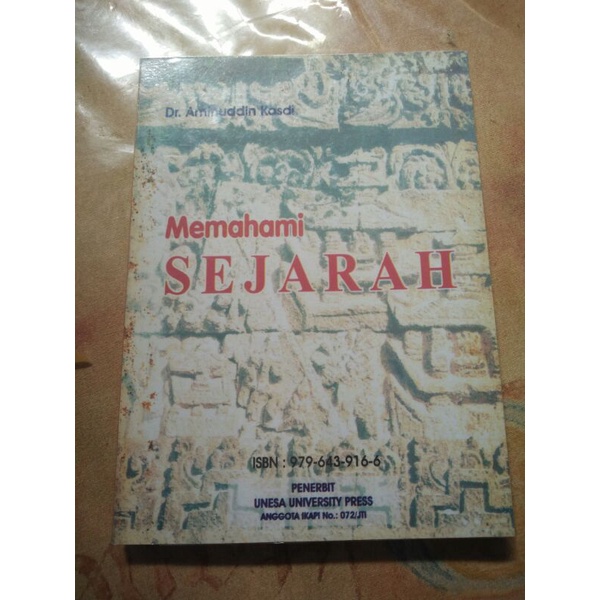 Dr. Aminuddin Kasdi
Memahami
SEJARAH
ISBN : 979-643-916-6
PENERBIT
UNESA UNIVERSITY PRESS
ANGGOTA IKAPI No.: 072/JTI